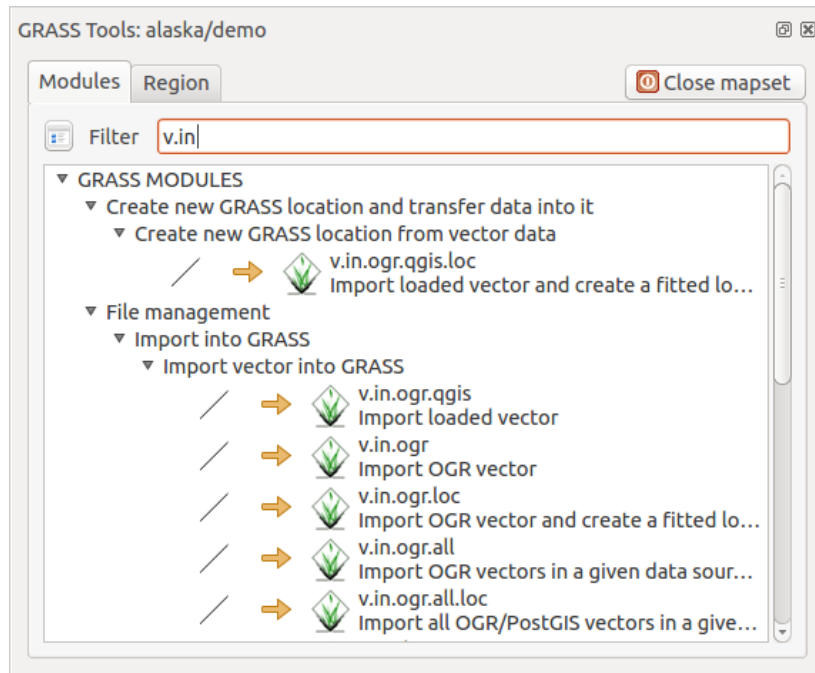 GRASS Tools: alaska/demo
Modules Region Close mapset
Filter v.in
GRASS MODULES
Create new GRASS location and transfer data into it
Create new GRASS location from vector data
v.in.ogr.qgis.loc
Import loaded vector and create a fitted lo...
File management
Import into GRASS
Import vector into GRASS
v.in.ogr.qgis
Import loaded vector
v.in.ogr
Import OGR vector
v.in.ogr.loc
Import OGR vector and create a fitted lo...
v.in.ogr.all
Import OGR vectors in a given data sour...
v.in.ogr.all.loc
Import all OGR/PostGIS vectors in a give...